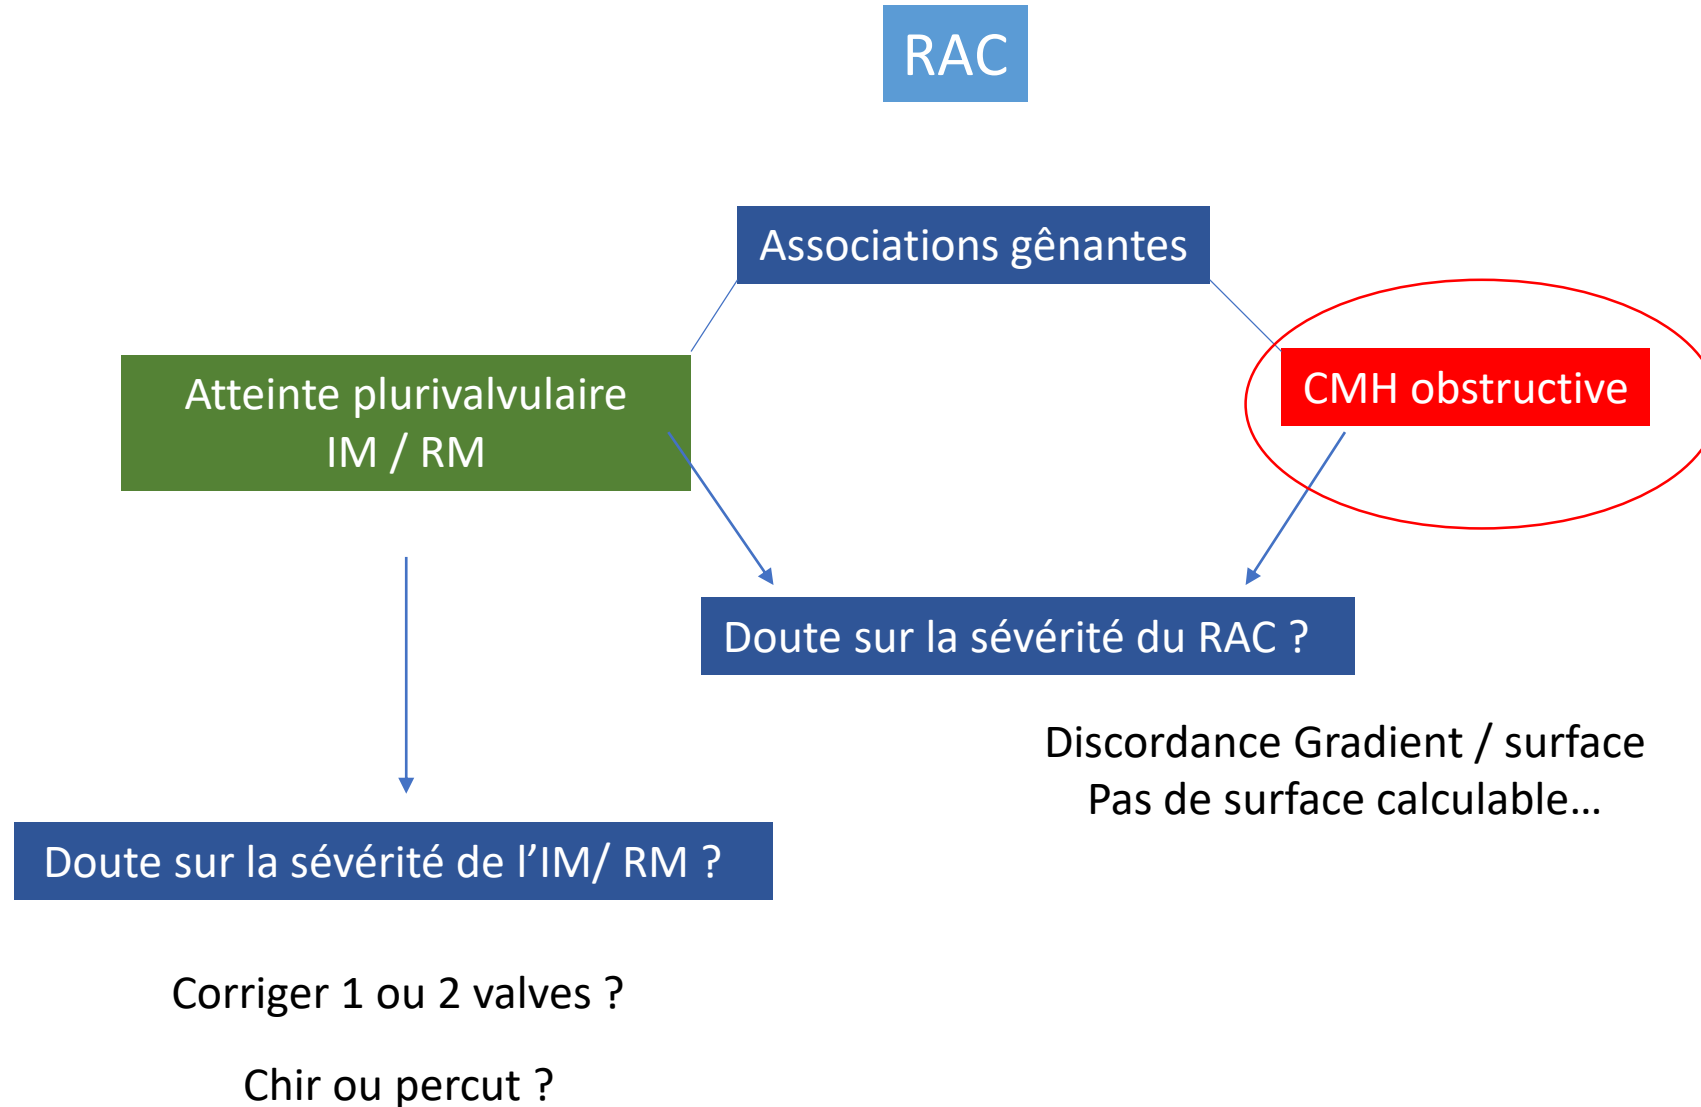 RAC
Associations gênantes
Atteinte plurivalvulaire
IM / RM
CMH obstructive
Doute sur la sévérité du RAC ?
Discordance Gradient / surface
Pas de surface calculable...
Doute sur la sévérité de l’IM/ RM ?
Corriger 1 ou 2 valves ?
Chir ou percut ?